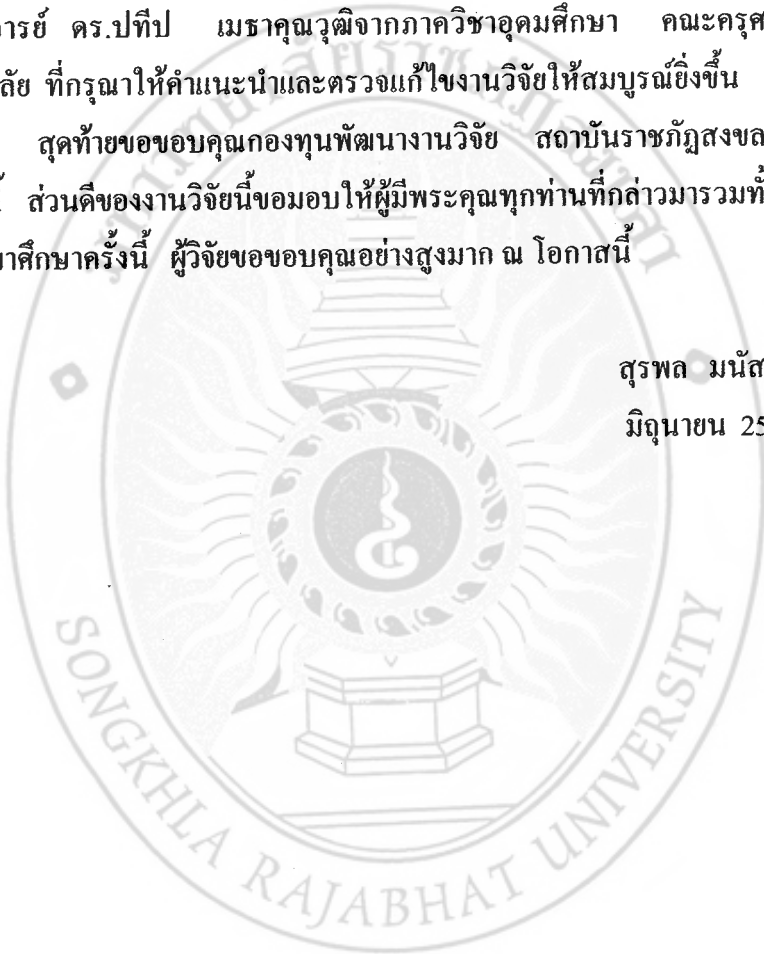 ารย์ ดร.ปทีป เมธาคุณวุฒิจากภาควิชาอุดมศึกษา คณะครุศ
ลัย ที่กรุณาให้คำแนะนำและตรวจแก้ไขงานวิจัยให้สมบูรณ์ยิ่งขึ้น
สุดท้ายขอขอบคุณกองทุนพัฒนางานวิจัย สถาบันราชภัฏสงขล
ส่วนดีของงานวิจัยนี้ขอมอบให้ผู้มีพระคุณทุกท่านที่กล่าวมารวมทั้
าศึกษาครั้งนี้ ผู้วิจัยขอขอบคุณอย่างสูงมาก ณ โอกาสนี้
สุรพล มนัส
มิถุนายน 25
SONGKHLA RAJABHAT UNIVERSITY